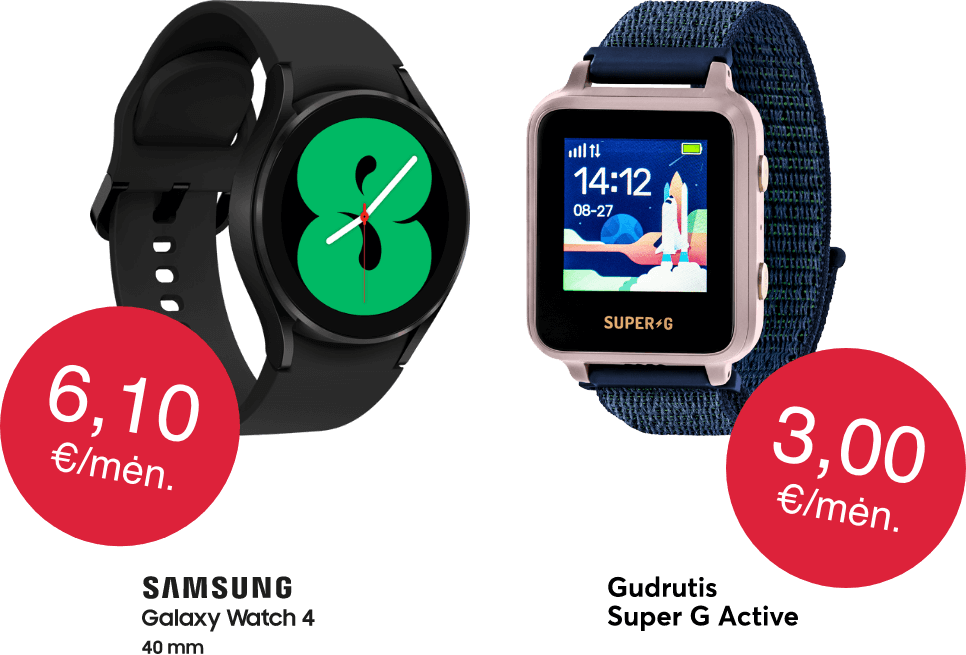 14:12
08-27
SUPER G
6,10
€/mėn.
3,00
€/mėn.
SAMSUNG
Galaxy Watch 4
40 mm
Gudrutis
Super G Active